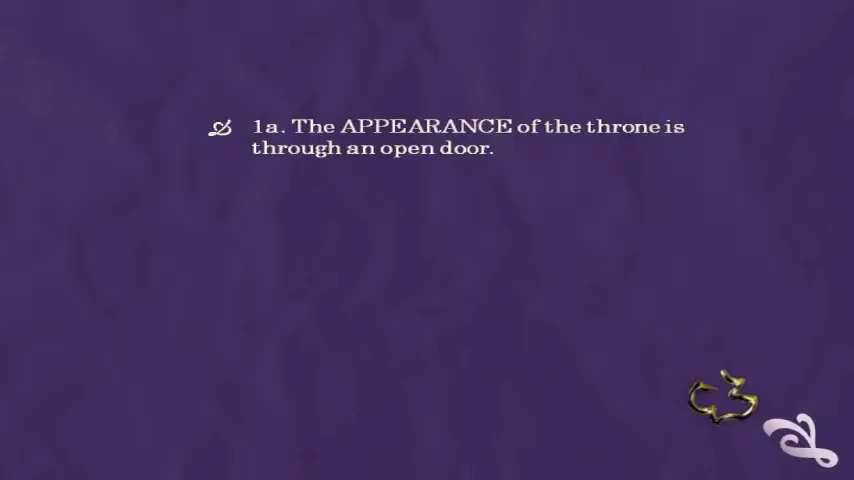 1a. The APPEARANCE of the throne is
through an open door.